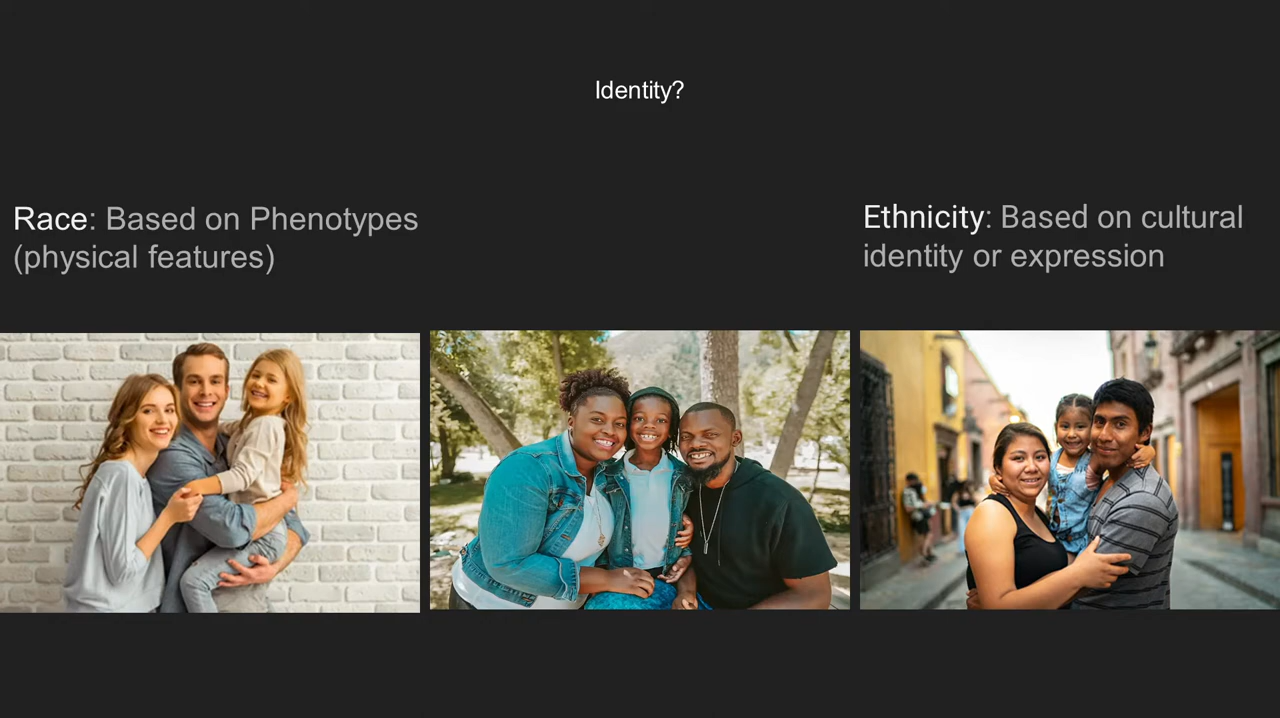 Identity?
Race: Based on Phenotypes
(physical features)
Ethnicity: Based on cultural
identity or expression